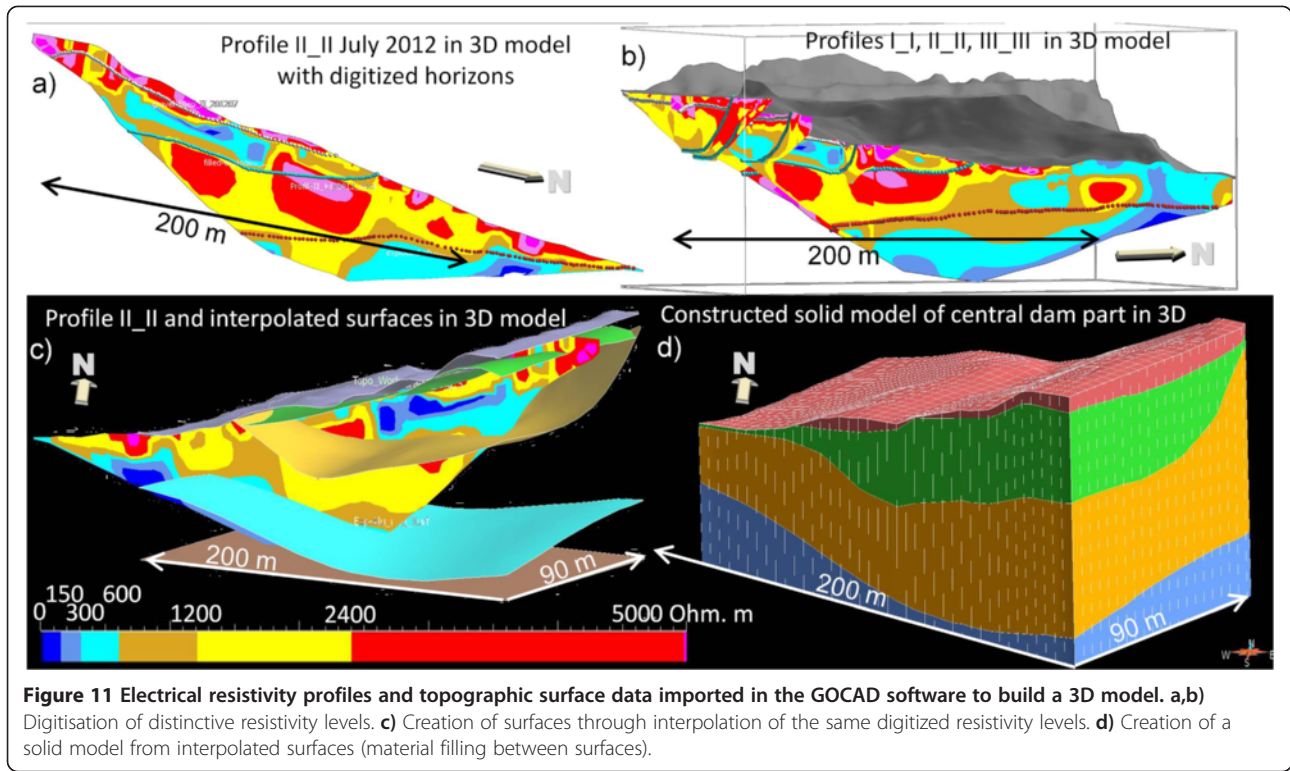 Profile II_II July 2012 in 3D model
with digitized horizons
a)
N
200 m
Profiles I_I, II_II, III_III in 3D model
b)
200 m
N
Profile II_II and interpolated surfaces in 3D model
c)
N
200 m
90 m
150 600
0 300 1200 2400 5000 Ohm. m
Constructed solid model of central dam part in 3D
d)
N
200 m
90 m
N
W E
S
Figure 11 Electrical resistivity profiles and topographic surface data imported in the GOCAD software to build a 3D model. a,b)
Digitisation of distinctive resistivity levels. c) Creation of surfaces through interpolation of the same digitized resistivity levels. d) Creation of a
solid model from interpolated surfaces (material filling between surfaces).